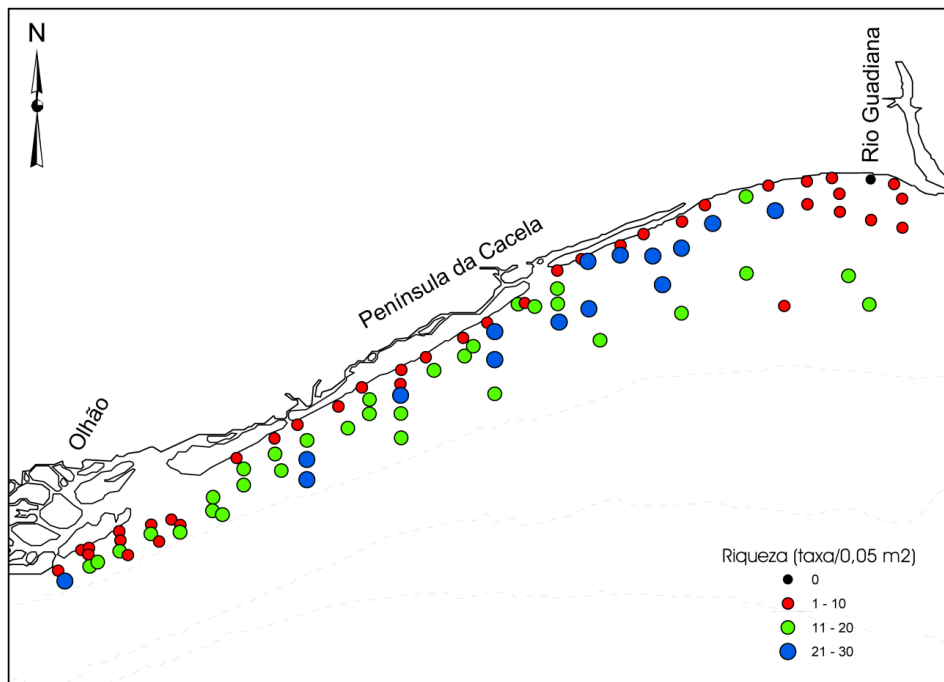 N
Rio Guadiana
Península da Cacela
Olhão
Riqueza (taxa/0,05 m2)
0
1 - 10
11 - 20
21 - 30